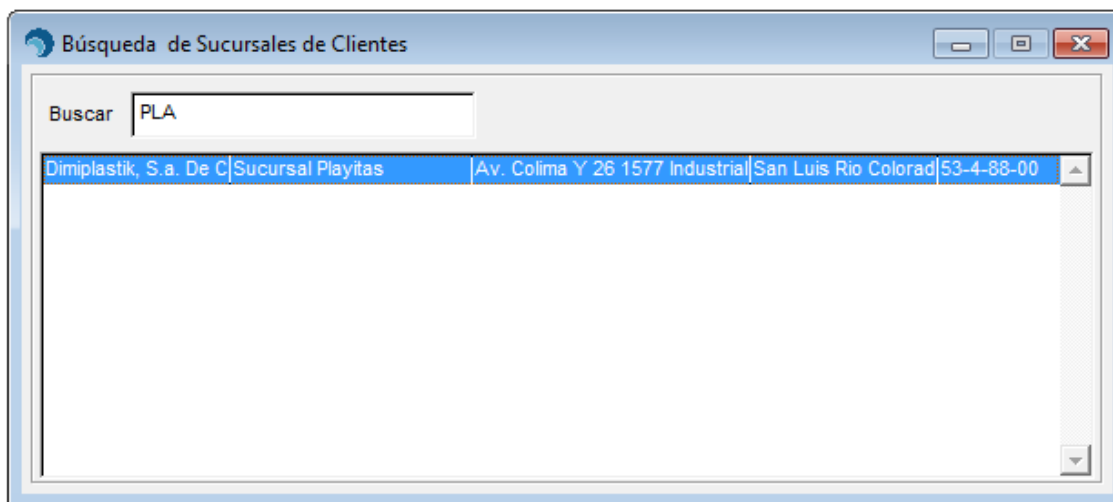 Búsqueda de Sucursales de Clientes
Buscar PLA
Dimiplastik, S.a. De C Sucursal Playitas Av. Colima Y 26 1577 Industrial San Luis Rio Colorad 53-4-88-00